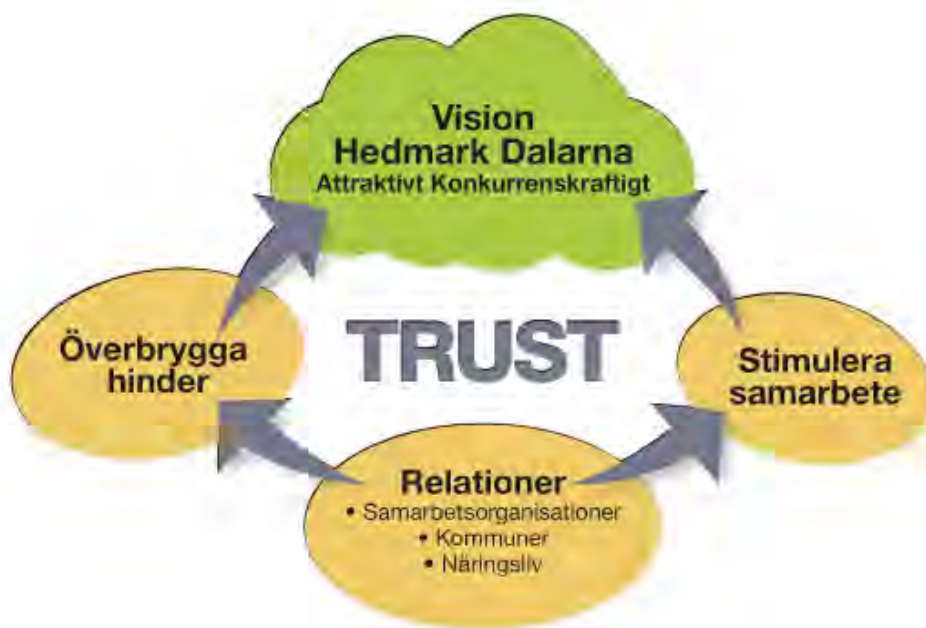 Vision
Hedmark Dalarna
Attraktivt Konkurrenskraftigt
TRUST
Överbrygga
hinder
Stimulera
samarbete
Relationer
• Samarbetsorganisationer
• Kommuner
• Näringsliv